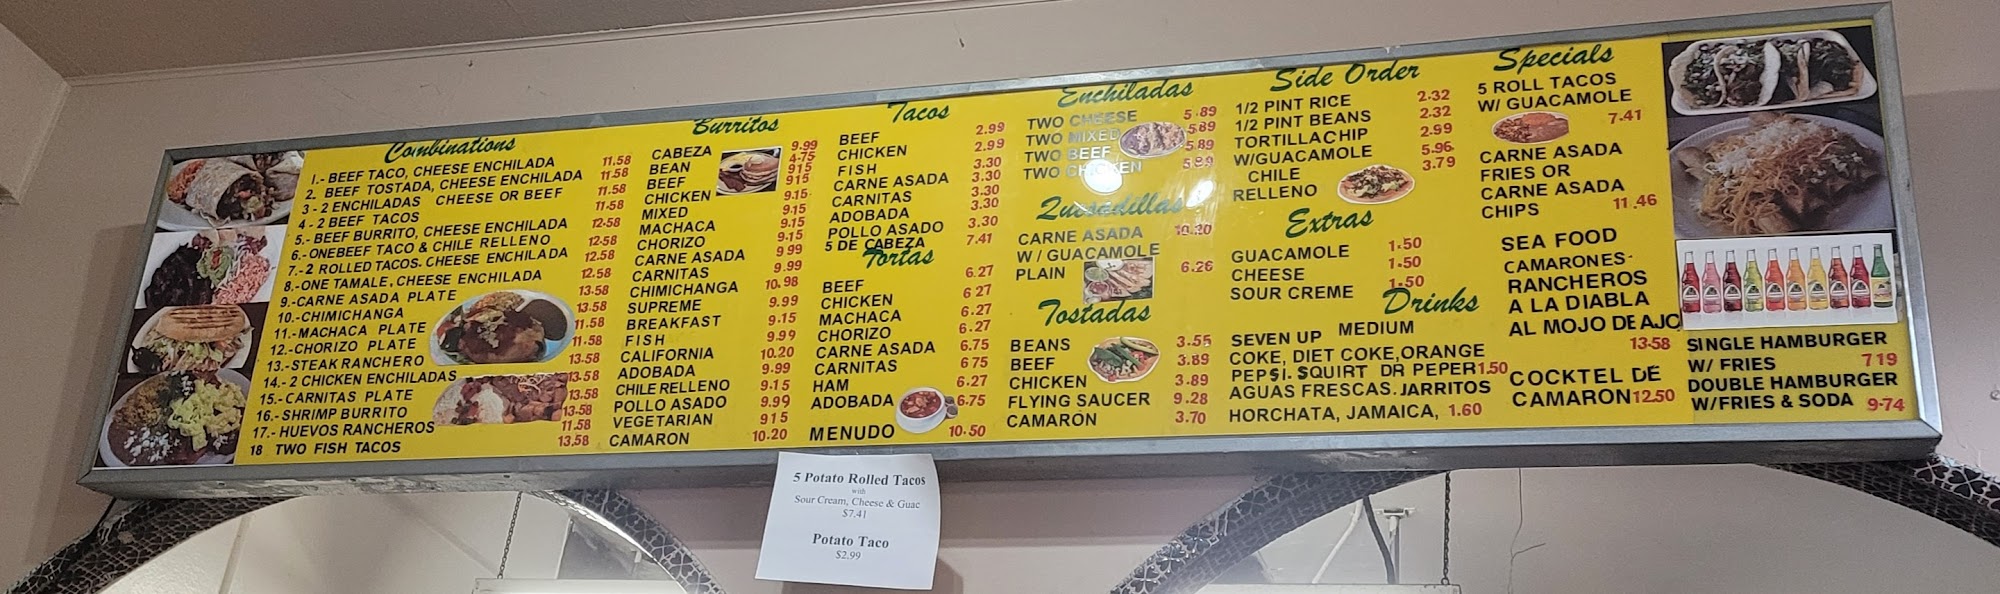 Combinations
1.- BEEF TACO, CHEESE ENCHILADA 11.58
2. BEEF TOSTADA, CHEESE ENCHILADA 11.58
3 - 2 ENCHILADAS CHEESE OR BEEF 11.58
4 - 2 BEEF TACOS 11.58
5.- BEEF BURRITO, CHEESE ENCHILADA 12.58
6.- ONEBEEF TACO & CHILE RELLENO 12.58
7.-2 ROLLED TACOS. CHEESE ENCHILADA 12.58
8.-ONE TAMALE, CHEESE ENCHILADA 12.58
9.-CARNE ASADA PLATE 13.58
10.-CHIMICHANGA 13.58
11.-MACHACA PLATE 11.58
12.-CHORIZO PLATE 11.58
13.-STEAK RANCHERO 13.58
14.- 2 CHICKEN ENCHILADAS 13.58
15.- CARNITAS PLATE 13.58
16.-SHRIMP BURRITO 13.58
17.- HUEVOS RANCHEROS 11.58
18 TWO FISH TACOS 13.58
Burritos
CABEZA 9.99
BEAN 4.75
BEEF 9.15
CHICKEN 9.15
MIXED 9.15
MACHACA 9.15
CHORIZO 9.15
CARNE ASADA 9.99
CARNITAS 9.99
CHIMICHANGA 10.98
SUPREME 9.99
BREAKFAST 9.15
FISH 9.99
CALIFORNIA 10.20
ADOBADA 9.99
CHILE RELLENO 9.15
POLLO ASADO 9.99
VEGETARIAN 9.15
CAMARON 10.20
Tacos
BEEF 2.99
CHICKEN 2.99
FISH 3.30
CARNE ASADA 3.30
CARNITAS 3.30
ADOBADA 3.30
POLLO ASADO 3.30
5 DE CABEZA 7.41
Tortas
BEEF 6.27
CHICKEN 6.27
MACHACA 6.27
CHORIZO 6.27
CARNE ASADA 6.75
CARNITAS 6.75
HAM 6.27
ADOBADA 6.75
MENUDO 10.50
Enchiladas
TWO CHEESE 5.89
TWO MIXED 5.89
TWO BEEF 5.89
TWO CHICKEN 5.89
Quesadillas
CARNE ASADA 10.20
W / GUACAMOLE
PLAIN 6.26
Tostadas
BEANS 3.55
BEEF 3.89
CHICKEN 3.89
FLYING SAUCER 9.28
CAMARON 3.70
Side Order
1/2 PINT RICE 2.32
1/2 PINT BEANS 2.32
TORTILLA CHIP 2.99
W/GUACAMOLE 5.96
CHILE 3.79
RELLENO
Extras
GUACAMOLE 1.50
CHEESE 1.50
SOUR CREME 1.50
Drinks
SEVEN UP MEDIUM
COKE, DIET COKE, ORANGE
PEP$I. $QUIRT DR PEPER 1.50
AGUAS FRESCAS. JARRITOS
HORCHATA, JAMAICA, 1.60
Specials
5 ROLL TACOS
W/ GUACAMOLE
7.41
CARNE ASADA
FRIES OR
CARNE ASADA
CHIPS 11.46
SEA FOOD
CAMARONES-
RANCHEROS
A LA DIABLA
AL MOJO DE AJO
13.58
COCKTEL DE
CAMARON 12.50
SINGLE HAMBURGER
W/ FRIES 7.19
DOUBLE HAMBURGER
W/FRIES & SODA 9.74
5 Potato Rolled Tacos
with
Sour Cream, Cheese & Guac
$7.41
Potato Taco
$2.99